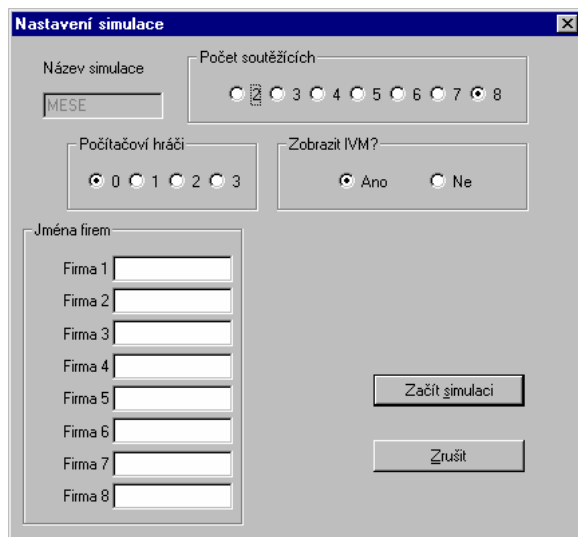 Nastavení simulace
Název simulace
MESE
Počet soutěžících
2 3 4 5 6 7 8
Počítačoví hráči
0 1 2 3
Zobrazit IVM?
Ano Ne
Jména firem
Firma 1
Firma 2
Firma 3
Firma 4
Firma 5
Firma 6
Firma 7
Firma 8
Začít simulaci
Zrušit